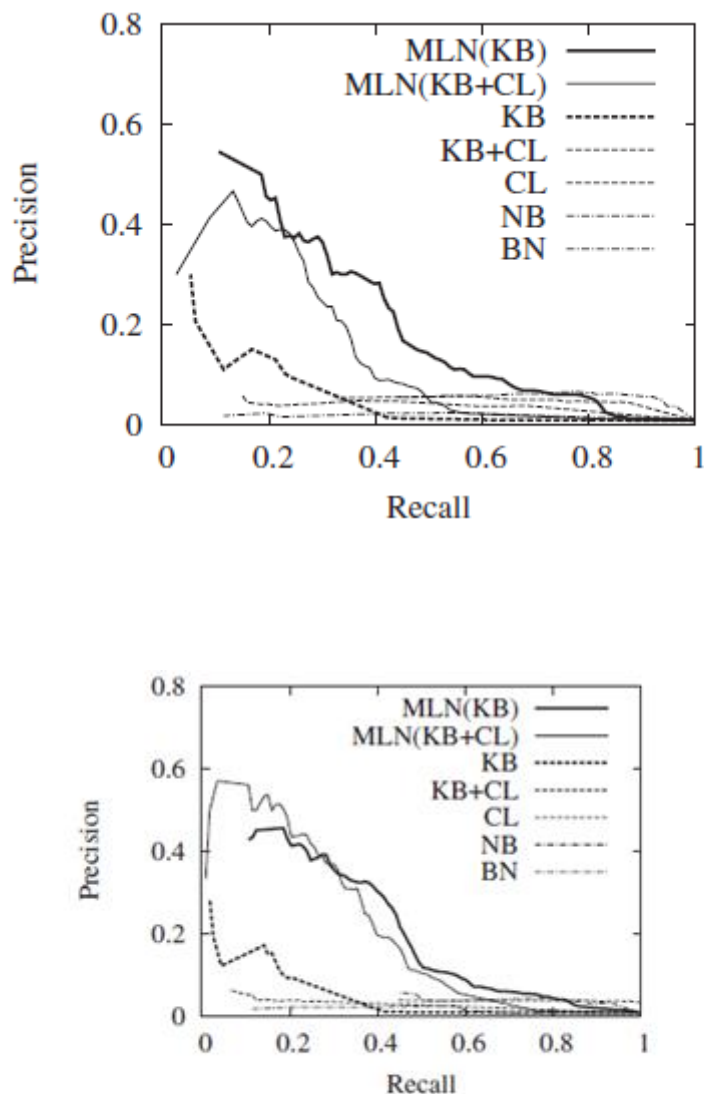 0.8
MLN(KB)
MLN(KB+CL)
KB
KB+CL
CL
NB
BN
0.6
0.4
0.2
0
Precision
0 0.2 0.4 0.6 0.8 1
Recall
0.8
MLN(KB)
MLN(KB+CL)
KB
KB+CL
CL
NB
BN
0.6
0.4
0.2
0
Precision
0 0.2 0.4 0.6 0.8 1
Recall